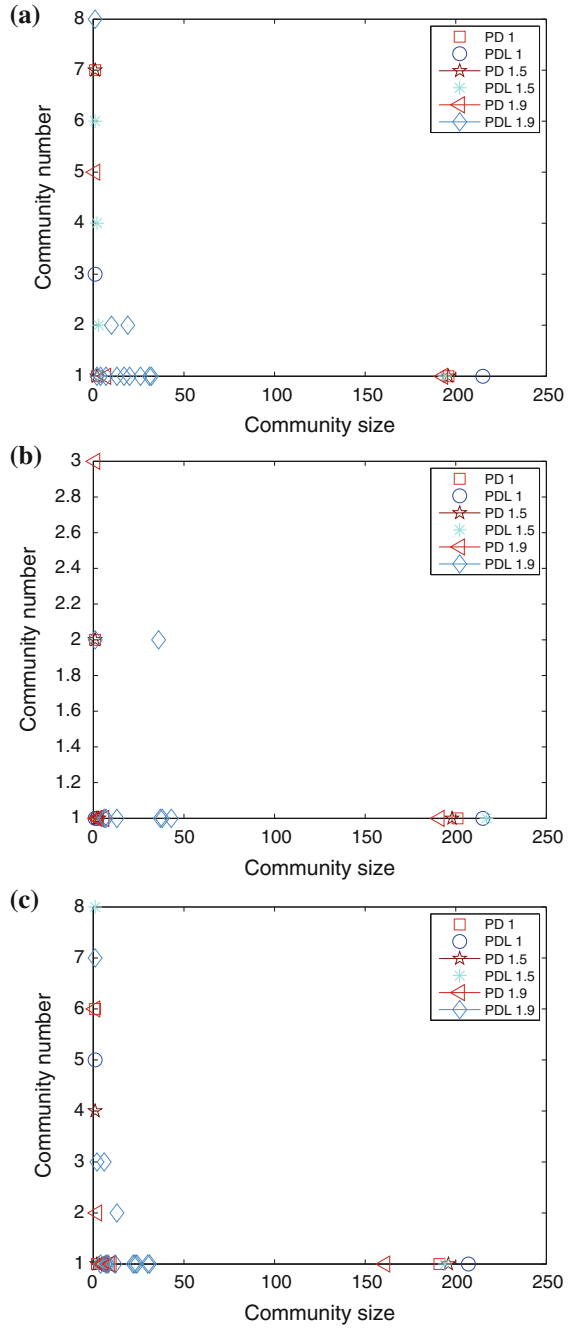 (a)
8
7
6
5
4
3
2
1
0
50
100
150
200
250
Community number
Community size
PD 1
PDL 1
PD 1.5
PDL 1.5
PD 1.9
PDL 1.9
(b)
3
2.8
2.6
2.4
2.2
2
1.8
1.6
1.4
1.2
1
0
50
100
150
200
250
Community number
Community size
PD 1
PDL 1
PD 1.5
PDL 1.5
PD 1.9
PDL 1.9
(c)
8
7
6
5
4
3
2
1
0
50
100
150
200
250
Community number
Community size
PD 1
PDL 1
PD 1.5
PDL 1.5
PD 1.9
PDL 1.9